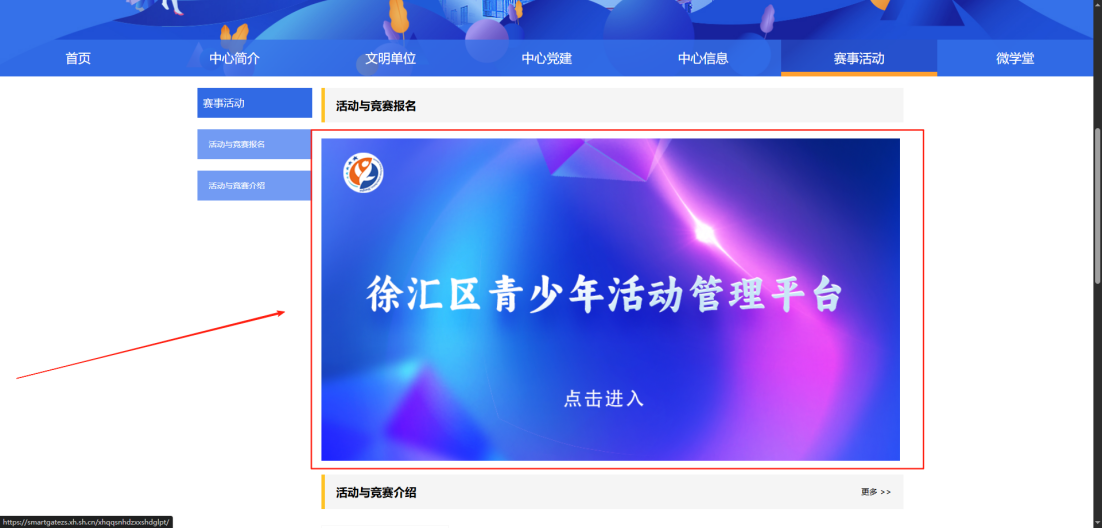 首页 中心简介 文明单位 中心党建 中心信息 赛事活动 微学堂
赛事活动
活动与竞赛报名
活动与竞赛介绍
活动与竞赛报名
徐汇区青少年活动管理平台
点击进入
活动与竞赛介绍 更多 >>
https://smartgatezs.xh.sh.cn/xhqqsnhdzxxshdglpt/